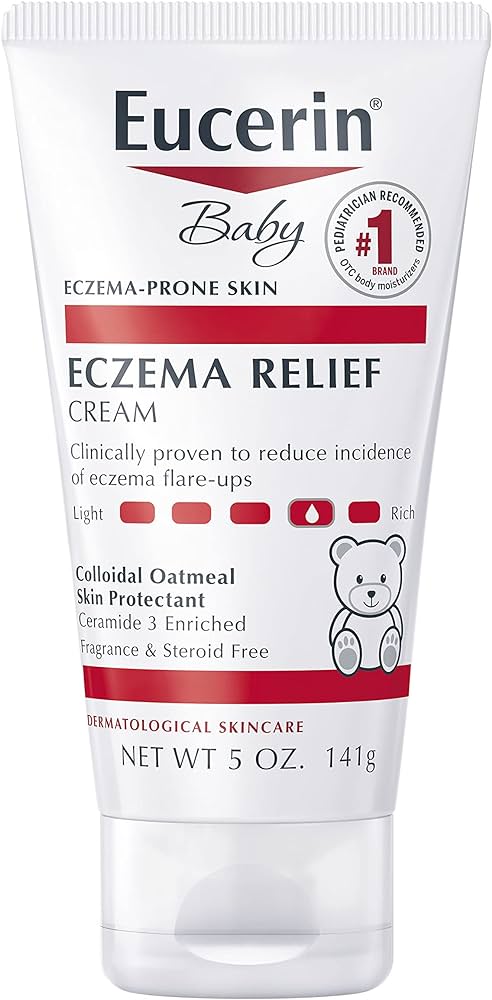 Eucerin®
Baby
PEDIATRICIAN RECOMMENDED
#1
BRAND
OTC body moisturizers
ECZEMA-PRONE SKIN
ECZEMA RELIEF
CREAM
Clinically proven to reduce incidence
of eczema flare-ups
Light Rich
Colloidal Oatmeal
Skin Protectant
Ceramide 3 Enriched
Fragrance & Steroid Free
DERMATOLOGICAL SKINCARE
NET WT 5 OZ. 141g